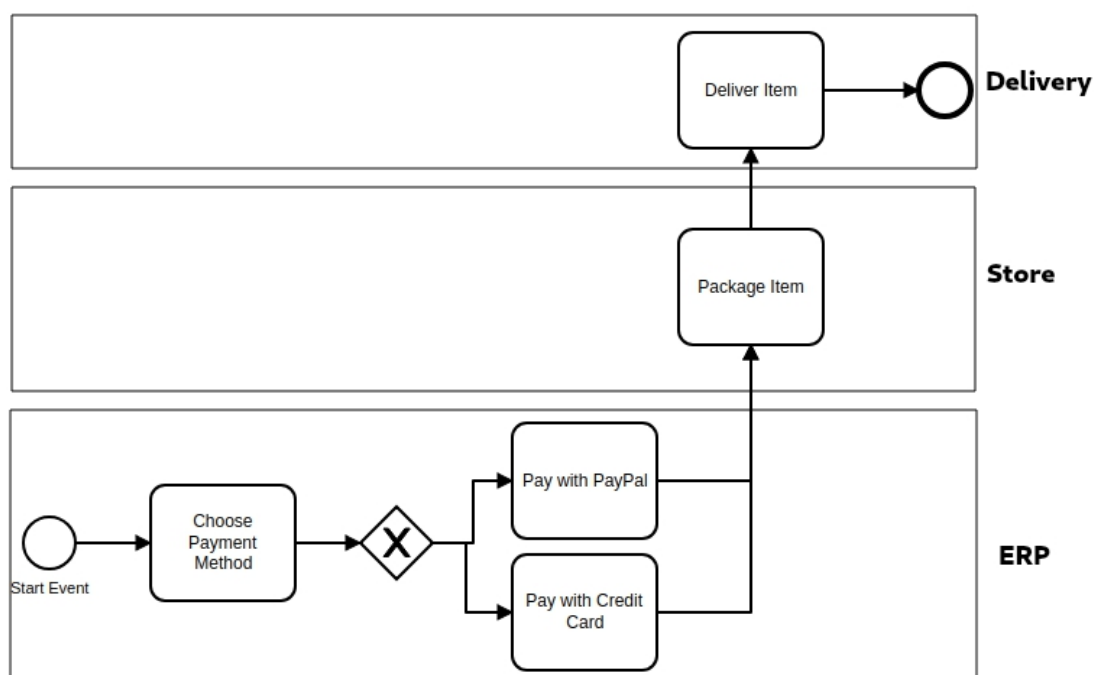 Deliver Item
Delivery
Package Item
Store
Start Event
Choose
Payment
Method
X
Pay with PayPal
Pay with Credit
Card
ERP